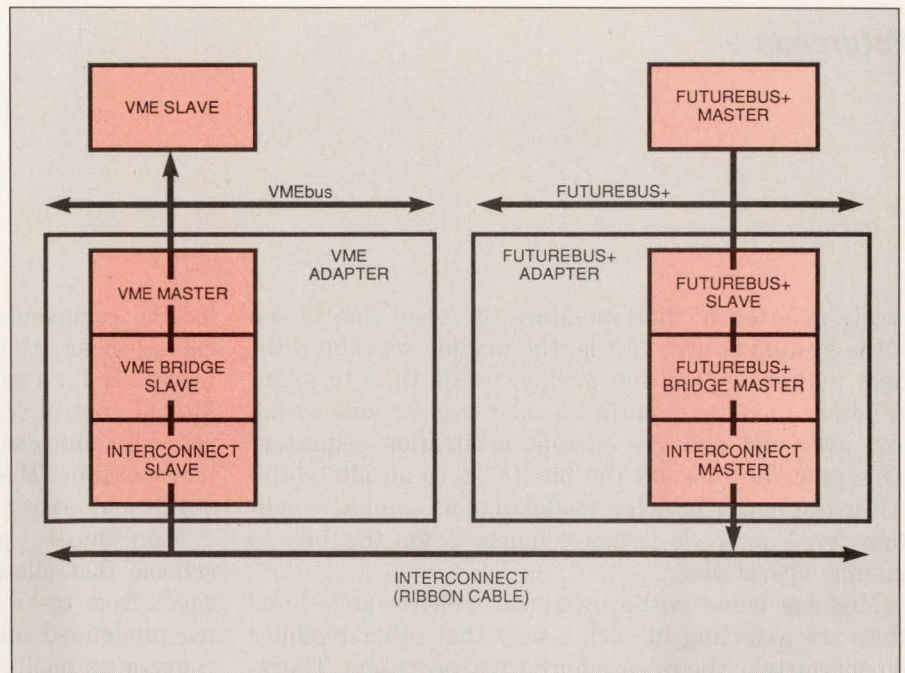 VME SLAVE
FUTUREBUS+
MASTER
VMEbus
FUTUREBUS+
VME
ADAPTER
FUTUREBUS+
ADAPTER
VME MASTER
VME BRIDGE
SLAVE
INTERCONNECT
SLAVE
FUTUREBUS+
SLAVE
FUTUREBUS+
BRIDGE MASTER
INTERCONNECT
MASTER
INTERCONNECT
(RIBBON CABLE)